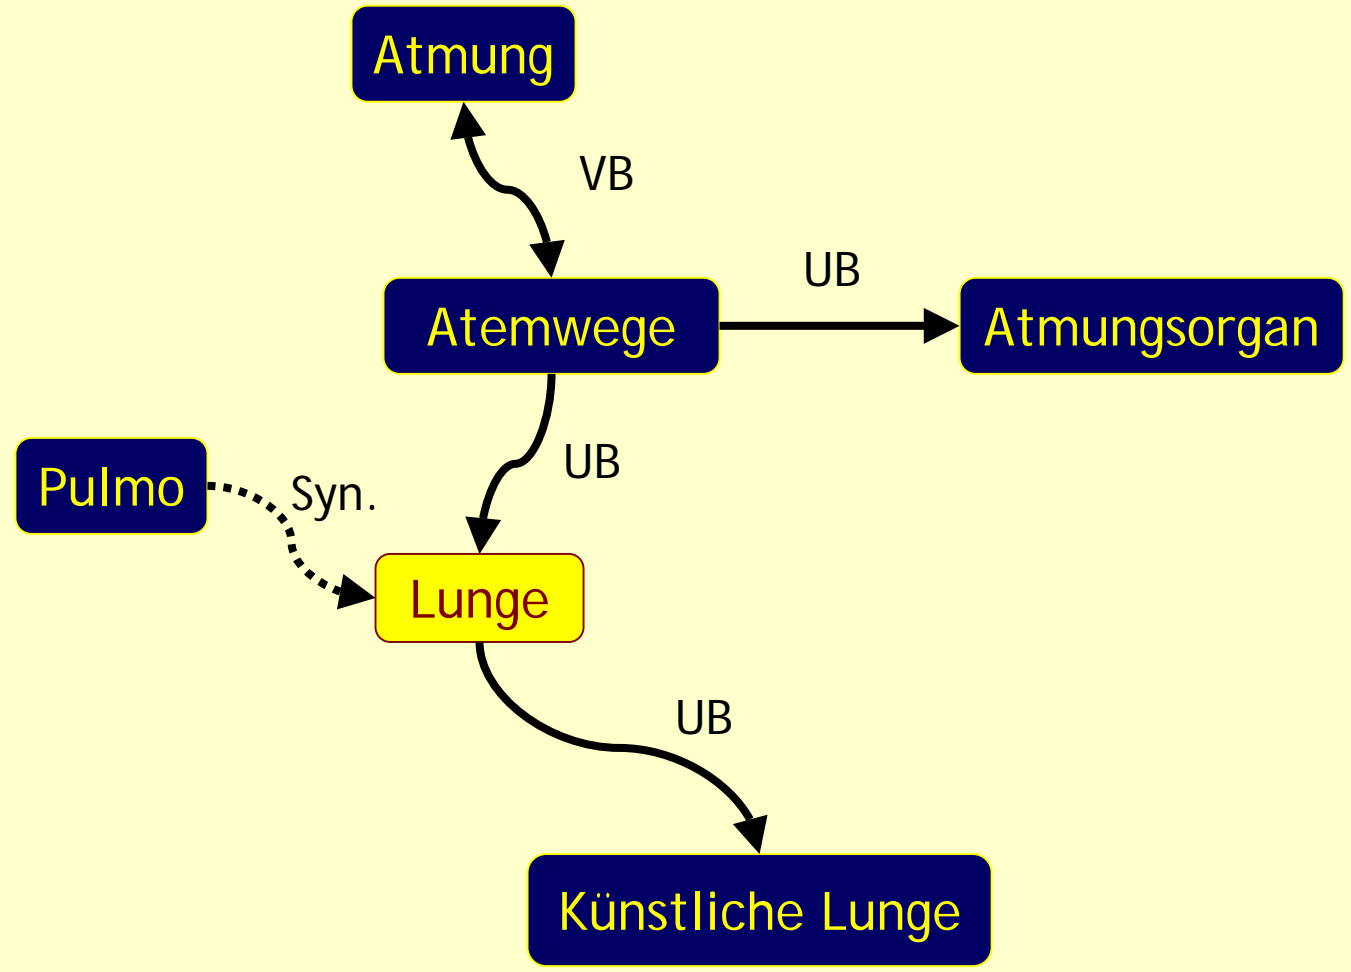 Atmung
VB
UB
Atemwege
Atmungsorgan
UB
Pulmo
Syn.
Lunge
UB
Künstliche Lunge